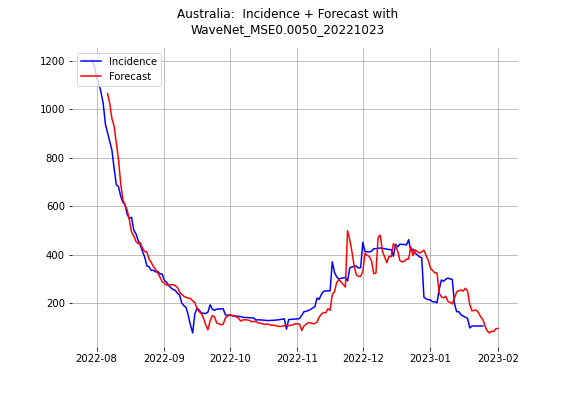 Australia:  Incidence + Forecast with
WaveNet_MSE0.0050_20221023
Incidence
Forecast
1200
1000
800
600
400
200
2022-08 2022-09 2022-10 2022-11 2022-12 2023-01 2023-02